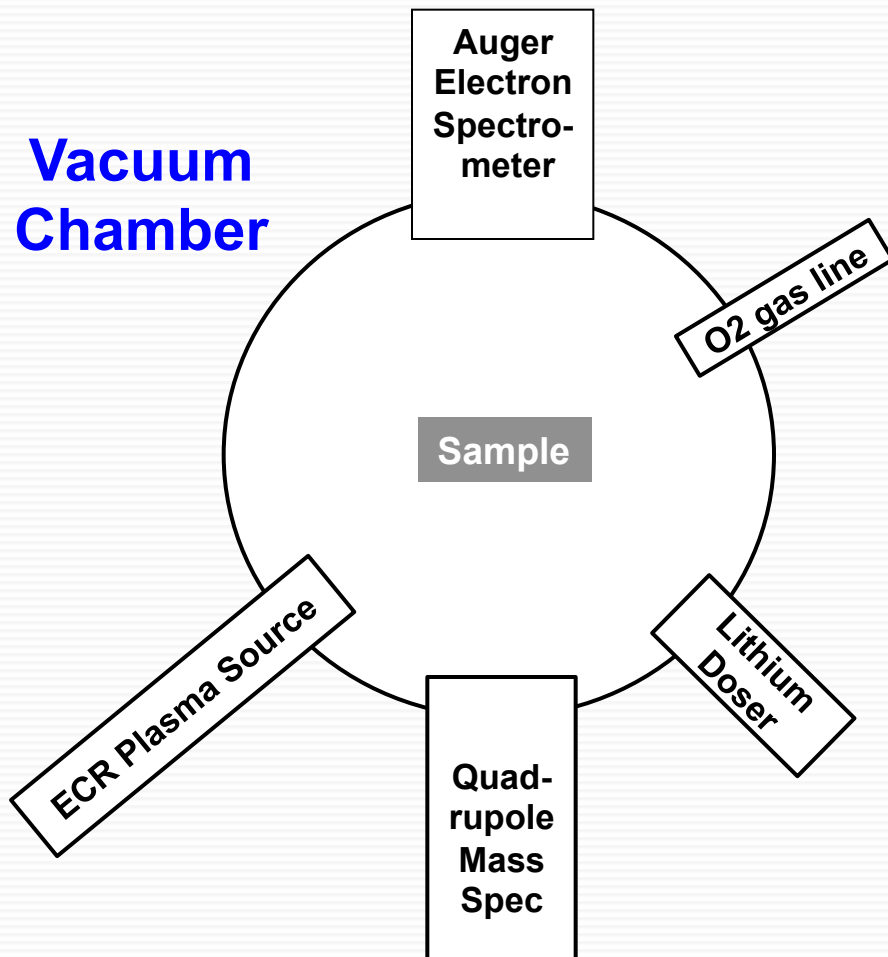 Auger
Electron
Spectro-
meter
Vacuum
Chamber
O2 gas line
Sample
ECR Plasma Source
Lithium
Doser
Quad-
rupole
Mass
Spec